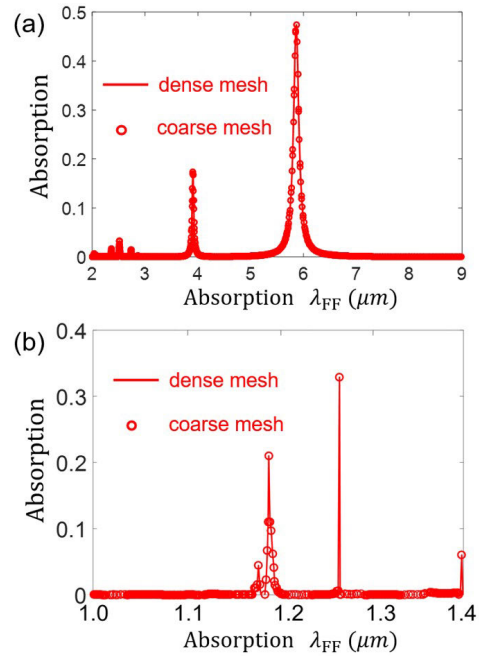 (a)
0.5
0.4
0.3
0.2
0.1
0
Absorption
dense mesh
coarse mesh
2 3 4 5 6 7 8 9
Absorption λFF (μm)
(b)
0.4
0.3
0.2
0.1
0
Absorption
dense mesh
coarse mesh
1.0 1.1 1.2 1.3 1.4
Absorption λFF (μm)